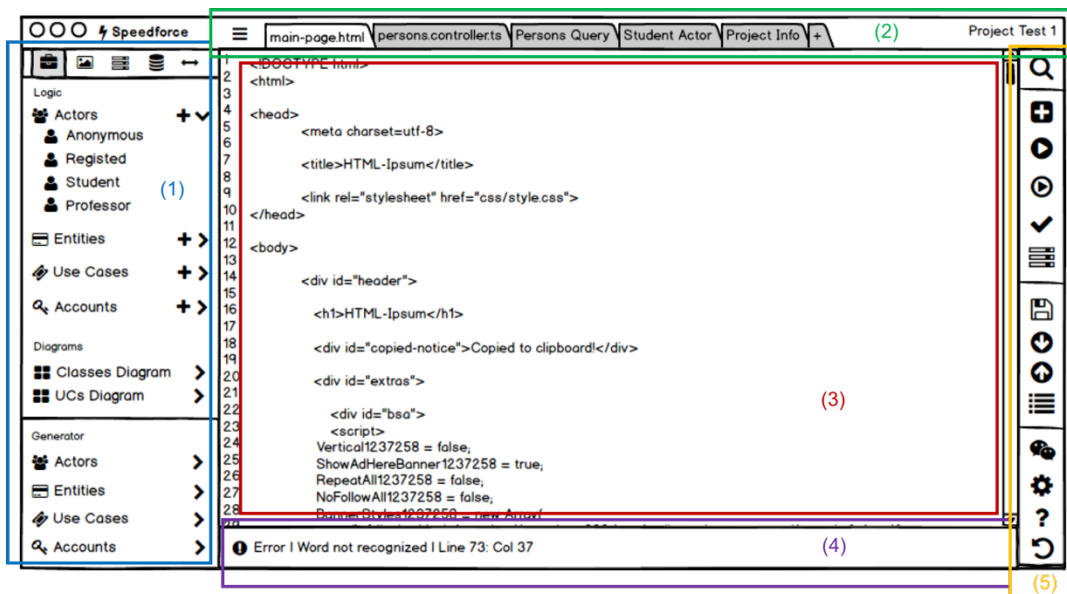 Speedforce
main-page.html persons.controller.ts Persons Query Student Actor Project Info + (2) Project Test 1
Logic
Actors
Anonymous
Registed
Student
Professor
(1)
Entities
Use Cases
Accounts
Diagrams
Classes Diagram
UCs Diagram
Generator
Actors
Entities
Use Cases
Accounts
1 <!DOCTYPE html>
2 <html>
3
4 <head>
5 <meta charset=utf-8>
6
7 <title>HTML-Ipsum</title>
8
9 <link rel="stylesheet" href="css/style.css">
10 </head>
11
12 <body>
13
14 <div id="header">
15
16 <h1>HTML-Ipsum</h1>
17
18 <div id="copied-notice">Copied to clipboard!</div>
19
20 <div id="extras">
21
22 <div id="bsa">
23 <script>
24 Vertical1237258 = false;
25 ShowAdHereBanner1237258 = true;
26 RepeatAll1237258 = false;
27 NoFollowAll1237258 = false;
28 BannerStyles1237258 = new Array(
(3)
Error | Word not recognized | Line 73: Col 37
(4)
(5)